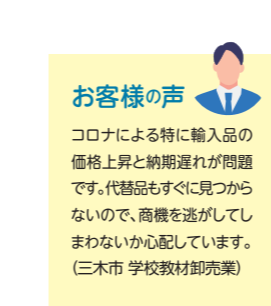 お客様の声
コロナによる特に輸入品の
価格上昇と納期遅れが問題
です。代替品もすぐに見つから
ないので、商機を逃がしてし
まわないか心配しています。
(三木市 学校教材卸売業)